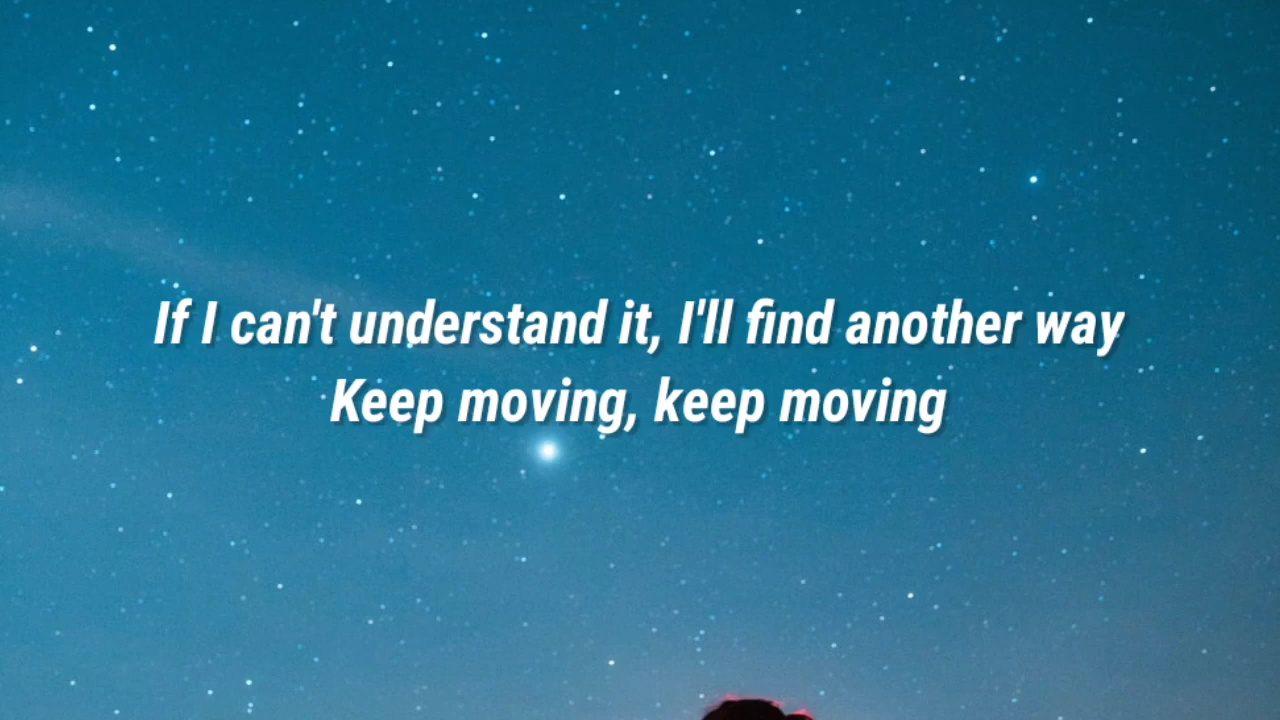 If I can't understand it, I'll find another way
Keep moving, keep moving